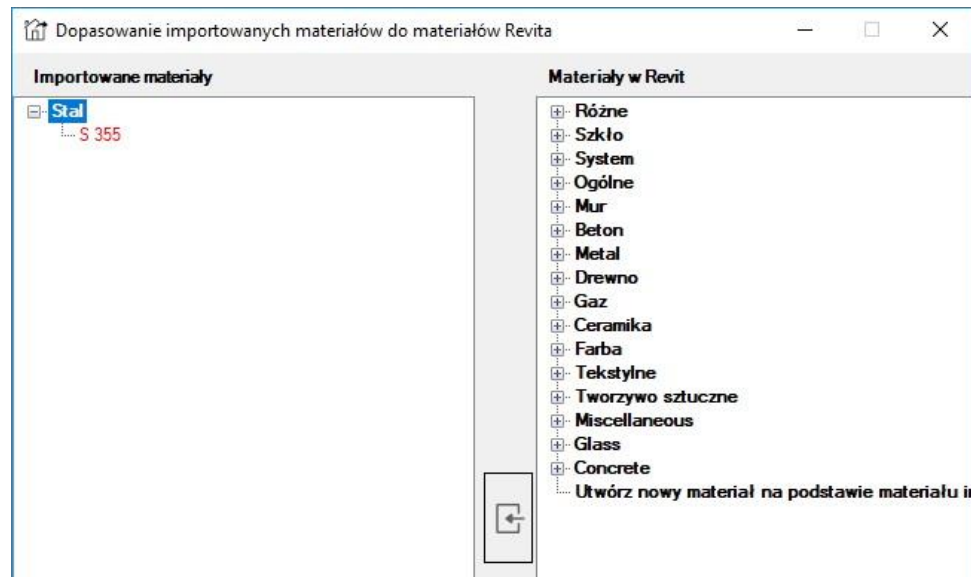 Dopasowanie importowanych materiałów do materiałów Revita
Importowane materiały
Materiały w Revit
Stal
S 355
Różne
Szkło
System
Ogólne
Mur
Beton
Metal
Drewno
Gaz
Ceramika
Farba
Tekstylne
Tworzywo sztuczne
Miscellaneous
Glass
Concrete
Utwórz nowy materiał na podstawie materiału